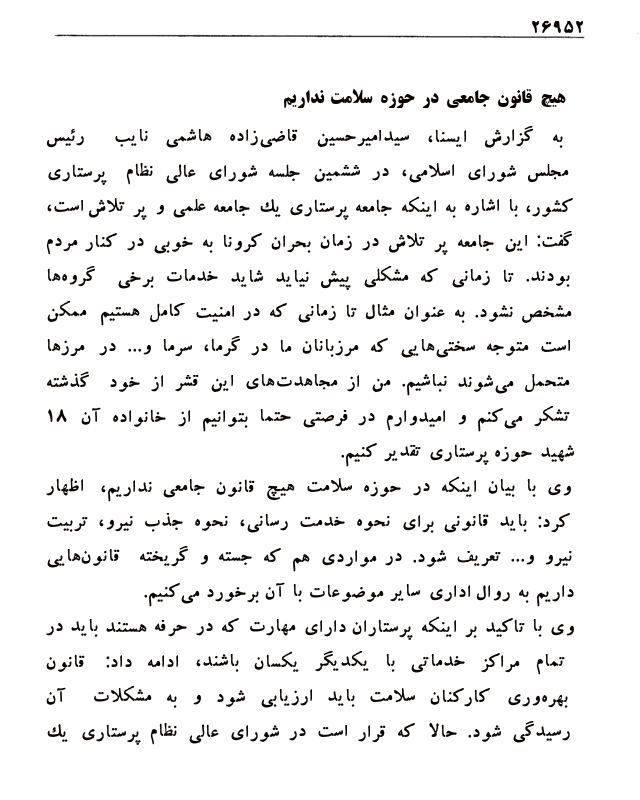 ۲۶۹۵۲
هیچ قانون جامعی در حوزه سلامت نداریم
به گزارش ایسنا، سیدامیرحسین قاضی‌زاده هاشمی نایب رئیس
مجلس شورای اسلامی، در ششمین جلسه شورای عالی نظام پرستاری
کشور، با اشاره به اینکه جامعه پرستاری یك جامعه علمی و پر تلاش است،
گفت: این جامعه پر تلاش در زمان بحران کرونا به خوبی در کنار مردم
بودند. تا زمانی که مشکلی پیش نیاید شاید خدمات برخی گروه‌ها
مشخص نشود. به عنوان مثال تا زمانی که در امنیت کامل هستیم ممکن
است متوجه سختی‌هایی که مرزبانان ما در گرما، سرما و... در مرزها
متحمل می‌شوند نباشیم. من از مجاهدت‌های این قشر از خود گذشته
تشکر می‌کنم و امیدوارم در فرصتی حتما بتوانیم از خانواده آن ۱۸
شهید حوزه پرستاری تقدیر کنیم.
وی با بیان اینکه در حوزه سلامت هیچ قانون جامعی نداریم، اظهار
کرد: باید قانونی برای نحوه خدمت رسانی، نحوه جذب نیرو، تربیت
نیرو و... تعریف شود. در مواردی هم که جسته و گریخته قانون‌هایی
داریم به روال اداری سایر موضوعات با آن برخورد می‌کنیم.
وی با تاکید بر اینکه پرستاران دارای مهارت که در حرفه هستند باید در
تمام مراکز خدماتی با یکدیگر یکسان باشند، ادامه داد: قانون
بهره‌وری کارکنان سلامت باید ارزیابی شود و به مشکلات آن
رسیدگی شود. حالا که قرار است در شورای عالی نظام پرستاری یك